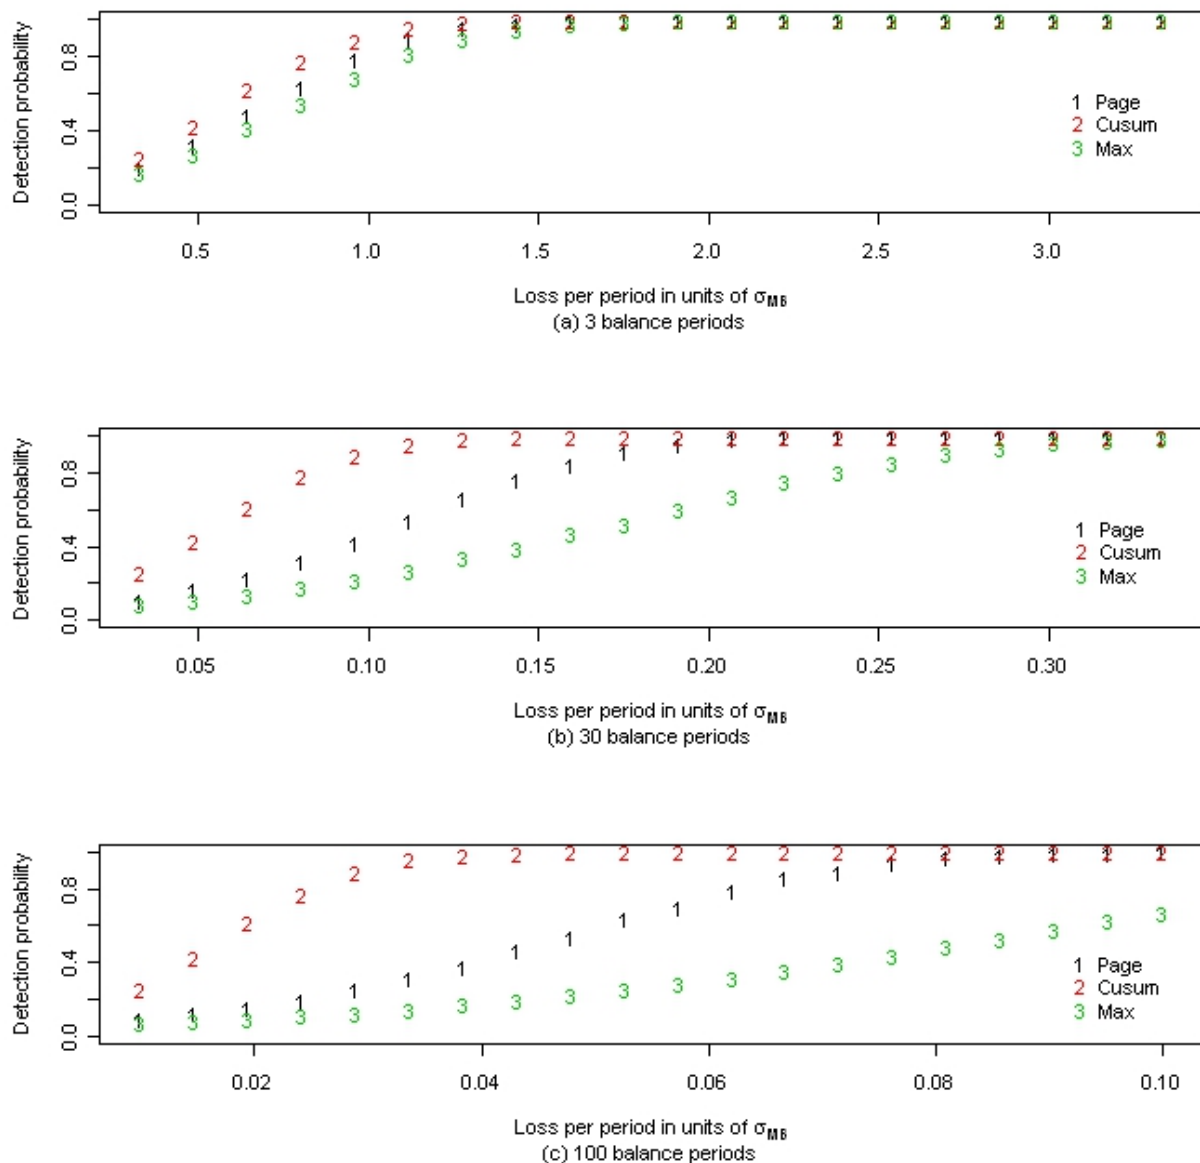 Detection probability
0.0 0.4 0.8
1 Page
2 Cusum
3 Max
0.5 1.0 1.5 2.0 2.5 3.0
Loss per period in units of σMB
(a) 3 balance periods
Detection probability
0.0 0.4 0.8
1 Page
2 Cusum
3 Max
0.05 0.10 0.15 0.20 0.25 0.30
Loss per period in units of σMB
(b) 30 balance periods
Detection probability
0.0 0.4 0.8
1 Page
2 Cusum
3 Max
0.02 0.04 0.06 0.08 0.10
Loss per period in units of σMB
(c) 100 balance periods